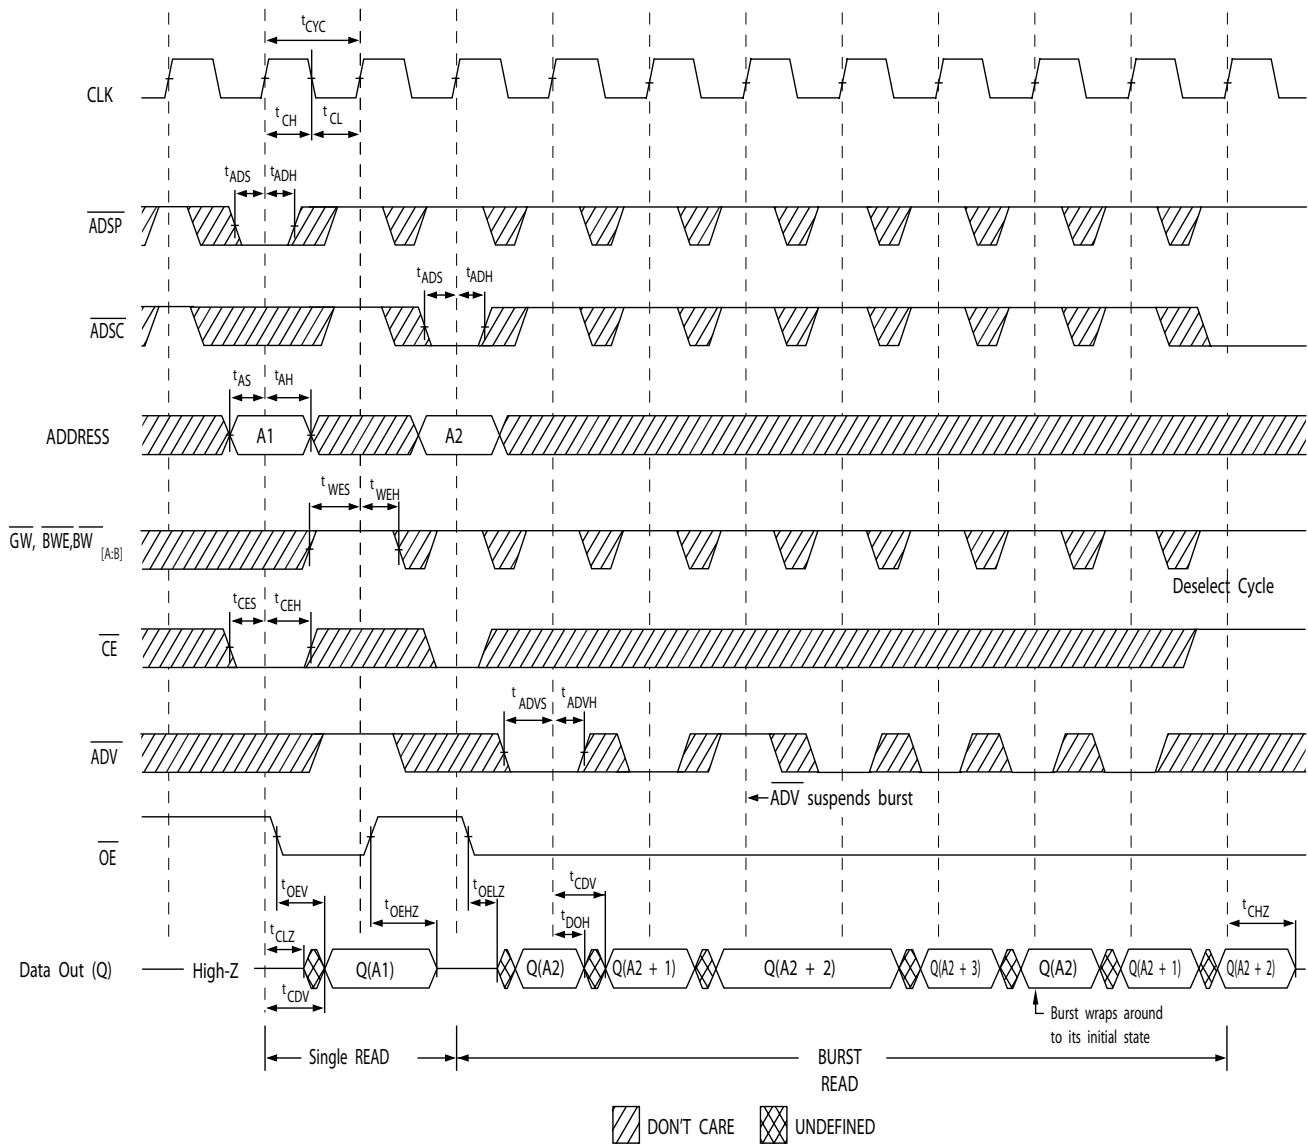 tCYC
CLK
tCH
tCL
tADS
tADH
ADSP
tADS
tADH
ADSC
tAS
tAH
ADDRESS
A1
A2
tWES
tWEH
GW, BWE,BW [A:B]
Deselect Cycle
tCES
tCEH
CE
tADVS
tADVH
ADV
ADV suspends burst
OE
tOEV
tOEHZ
tOELZ
tCDV
tDOH
tCHZ
tCLZ
Data Out (Q)
High-Z
Q(A1)
Q(A2)
Q(A2 + 1)
Q(A2 + 2)
Q(A2 + 3)
Q(A2)
Q(A2 + 1)
Q(A2 + 2)
tCDV
Burst wraps around
to its initial state
Single READ
BURST
READ
DON'T CARE
UNDEFINED